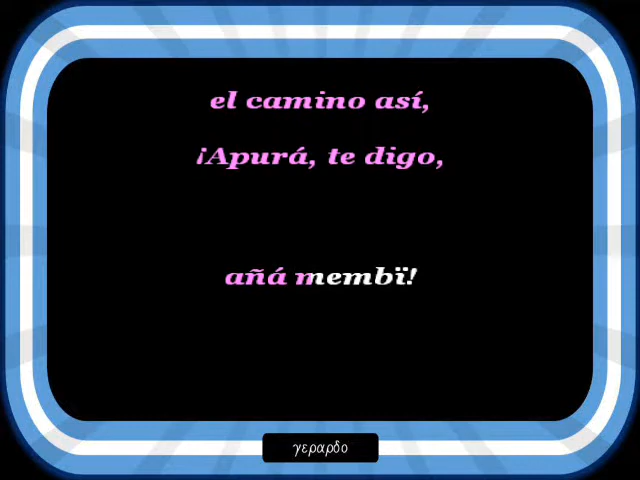 el camino así,
¡Apurá, te digo,
añá membï!
γεραρδο